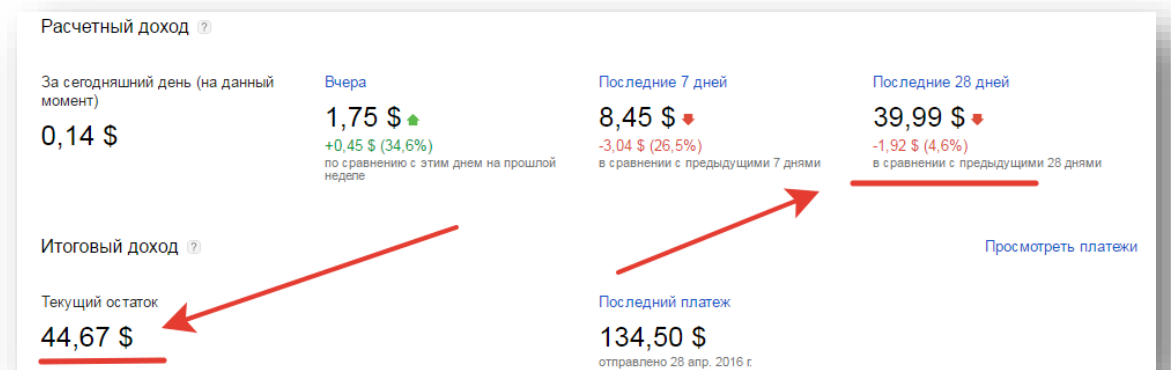 Расчетный доход ?
За сегодняшний день (на данный
момент)
0,14 $
Вчера
1,75 $
+0,45 $ (34,6%)
по сравнению с этим днем на прошлой
неделе
Последние 7 дней
8,45 $
-3,04 $ (26,5%)
в сравнении с предыдущими 7 днями
Последние 28 дней
39,99 $
-1,92 $ (4,6%)
в сравнении с предыдущими 28 днями
Итоговый доход ?
Просмотреть платежи
Текущий остаток
44,67 $
Последний платеж
134,50 $
отправлено 28 апр. 2016 г.